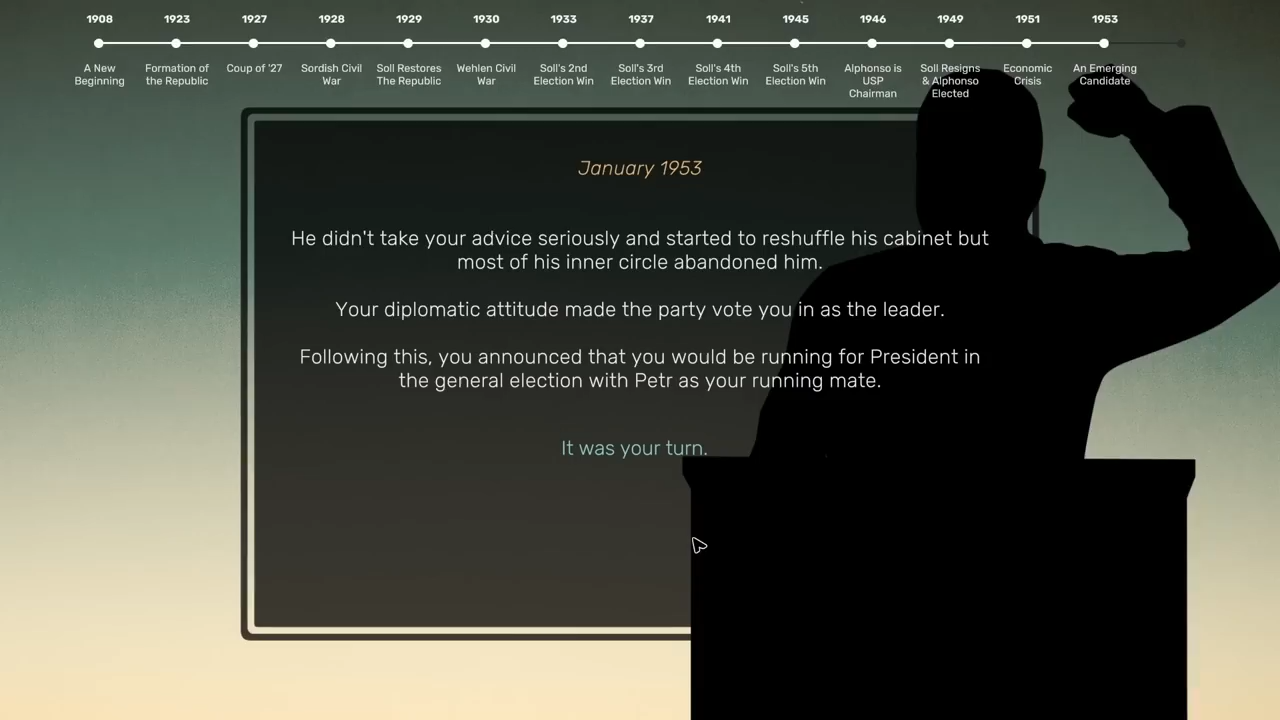 1908 1923 1927 1928 1929 1930 1933 1937 1941 1945 1946 1949 1951 1953
A New Beginning
Formation of the Republic
Coup of '27
Sordish Civil War
Soll Restores The Republic
Wehlen Civil War
Soll's 2nd Election Win
Soll's 3rd Election Win
Soll's 4th Election Win
Soll's 5th Election Win
Alphonso is USP Chairman
Soll Resigns & Alphonso Elected
Economic Crisis
An Emerging Candidate
January 1953
He didn't take your advice seriously and started to reshuffle his cabinet but
most of his inner circle abandoned him.
Your diplomatic attitude made the party vote you in as the leader.
Following this, you announced that you would be running for President in
the general election with Petr as your running mate.
It was your turn.